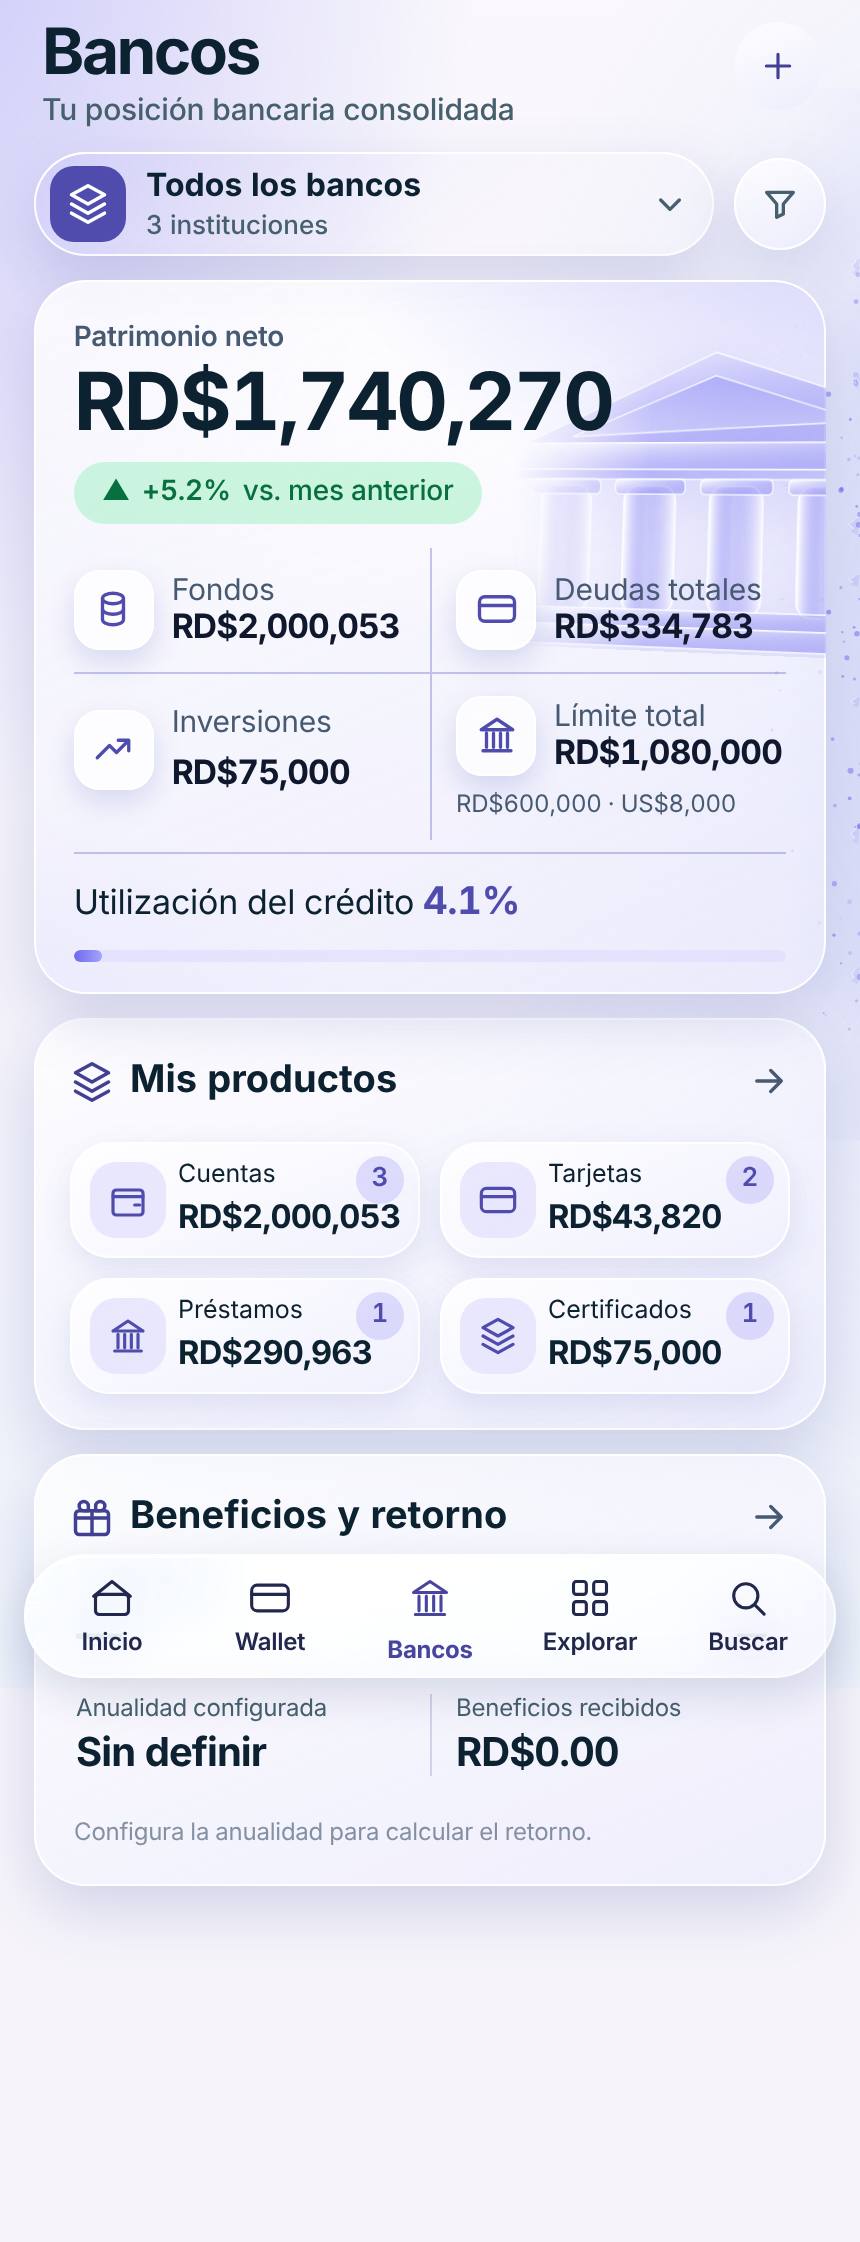 Bancos
Tu posición bancaria consolidada
Todos los bancos
3 instituciones
Patrimonio neto
RD$1,740,270
▲ +5.2% vs. mes anterior
Fondos
RD$2,000,053
Deudas totales
RD$334,783
Inversiones
RD$75,000
Límite total
RD$1,080,000
RD$600,000 · US$8,000
Utilización del crédito 4.1%
Mis productos
Cuentas
3
RD$2,000,053
Tarjetas
2
RD$43,820
Préstamos
1
RD$290,963
Certificados
1
RD$75,000
Beneficios y retorno
Inicio
Wallet
Bancos
Explorar
Buscar
Anualidad configurada
Sin definir
Beneficios recibidos
RD$0.00
Configura la anualidad para calcular el retorno.